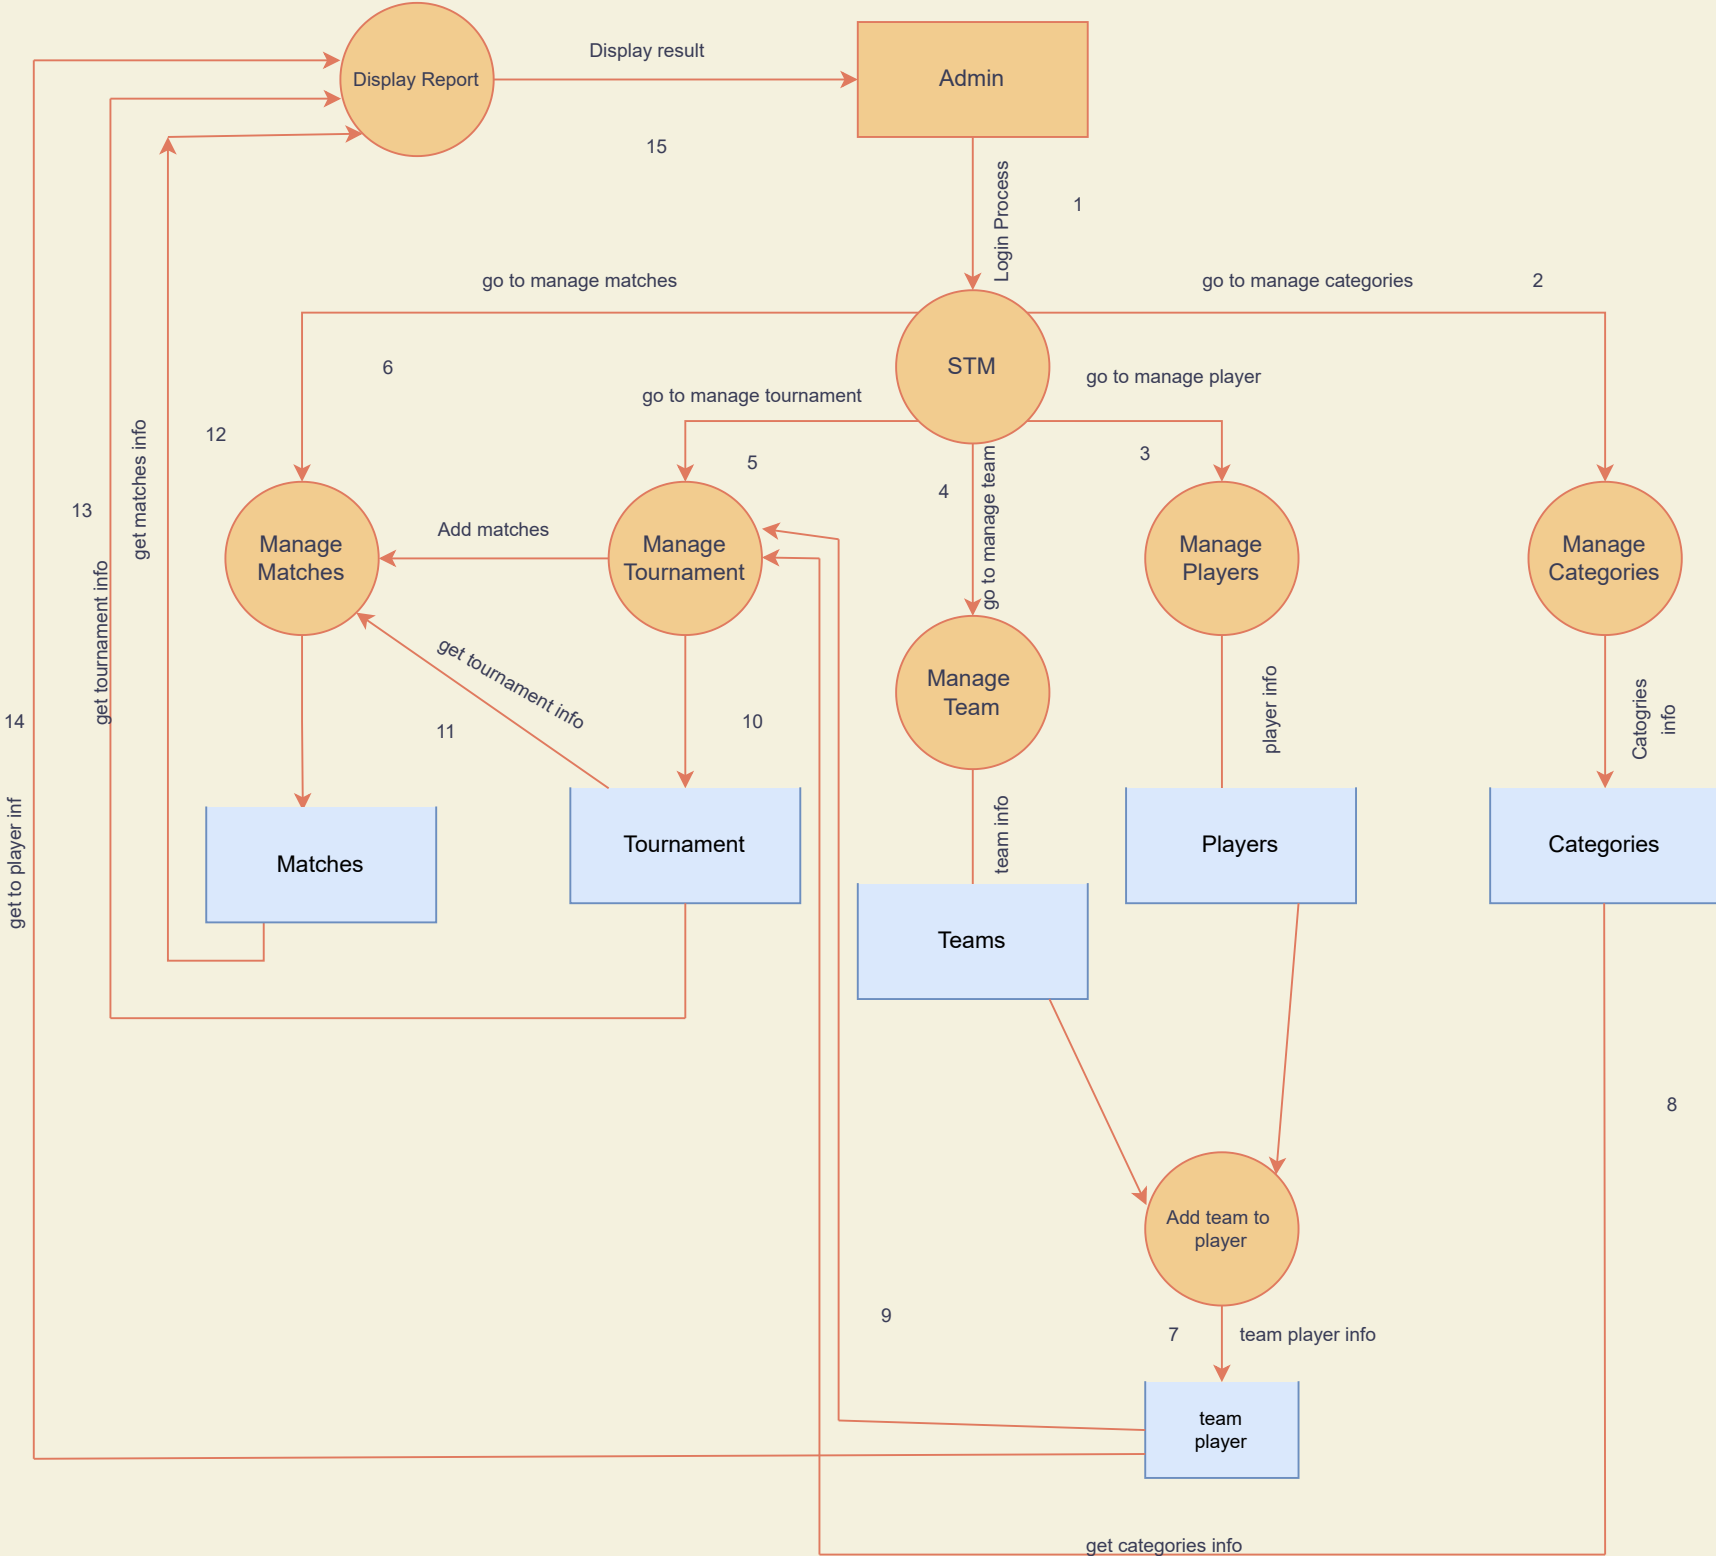 Display result
Display Report
Admin
15
Login Process
1
go to manage matches
go to manage categories
2
STM
6
go to manage tournament
go to manage player
12
get matches info
5
4
go to manage team
3
13
Add matches
Manage
Matches
Manage
Tournament
Manage
Players
Manage
Categories
get tournament info
get tournament info
11
10
14
Manage
Team
player info
Catogries
info
get to player inf
team info
Matches
Tournament
Players
Categories
Teams
8
Add team to
player
9
7
team player info
team
player
get categories info